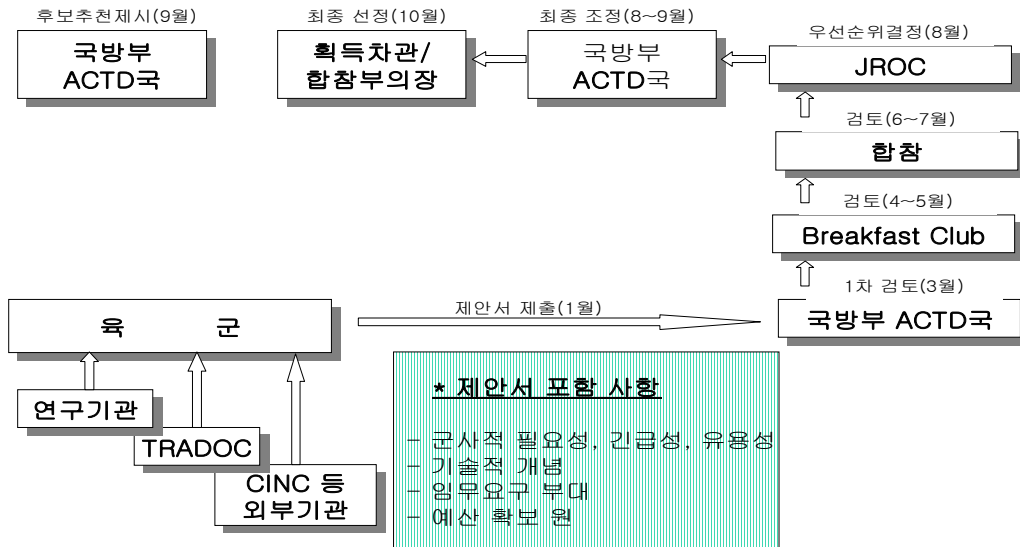 후보추천제시(9월)
국방부
ACTD국
최종 선정(10월)
획득차관/
합참부의장
최종 조정(8~9월)
국방부
ACTD국
우선순위결정(8월)
JROC
검토(6~7월)
합참
검토(4~5월)
Breakfast Club
1차 검토(3월)
국방부 ACTD국
제안서 제출(1월)
육 군
연구기관
TRADOC
CINC 등
외부기관
* 제안서 포함 사항
- 군사적 필요성, 긴급성, 유용성
- 기술적 개념
- 임무요구 부대
- 예산 확보 원